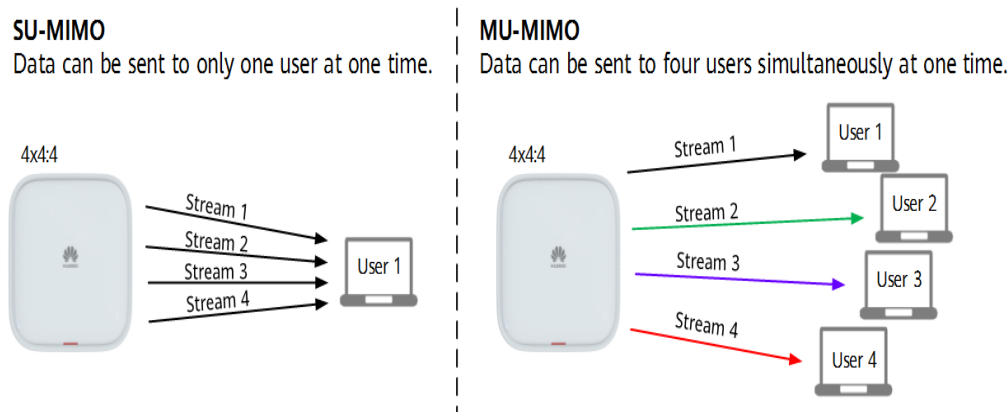 SU-MIMO
Data can be sent to only one user at one time.
4x4:4
Stream 1
Stream 2
Stream 3
Stream 4
User 1
MU-MIMO
Data can be sent to four users simultaneously at one time.
4x4:4
Stream 1
Stream 2
Stream 3
Stream 4
User 1
User 2
User 3
User 4